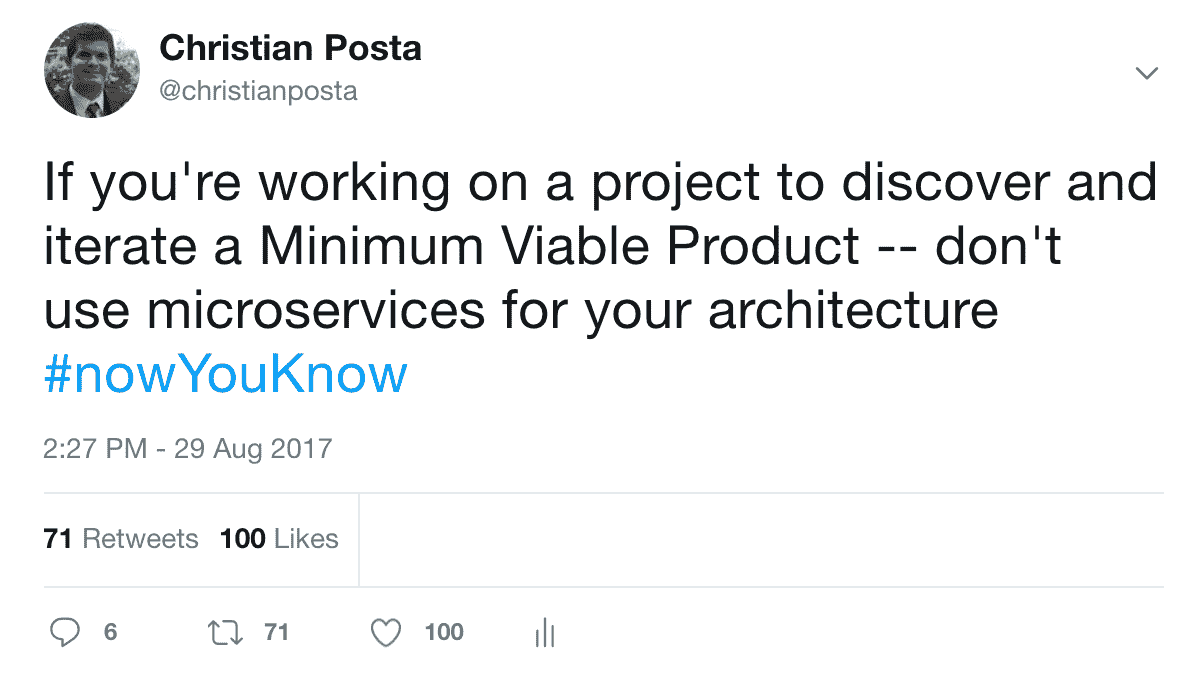 Christian Posta
@christianposta
If you're working on a project to discover and
iterate a Minimum Viable Product -- don't
use microservices for your architecture
#nowYouKnow
2:27 PM - 29 Aug 2017
71 Retweets 100 Likes
6 71 100